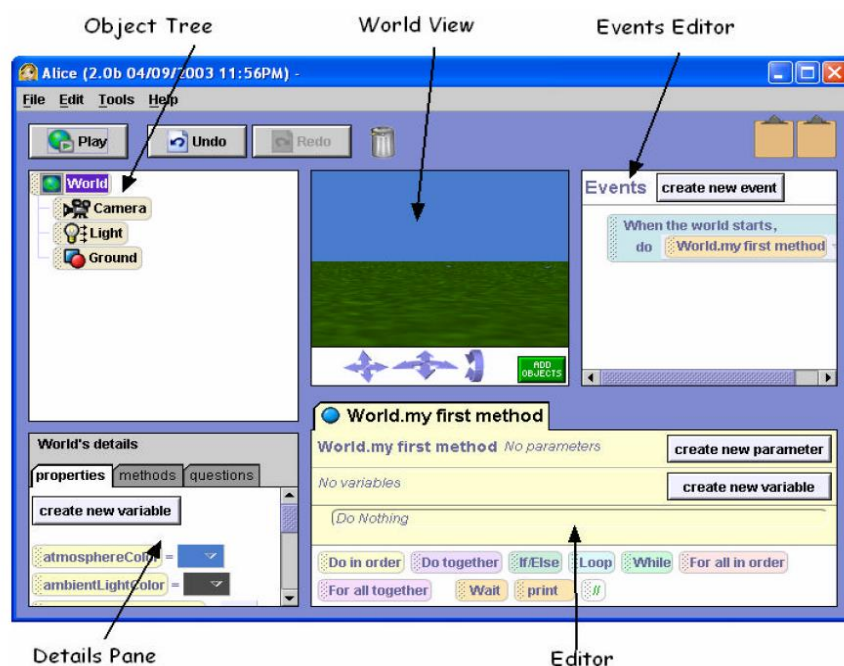 Object Tree
World View
Events Editor
Alice (2.0b 04/09/2003 11:56PM) -
File Edit Tools Help
Play
Undo
Redo
World
Camera
Light
Ground
ADD
OBJECTS
Events
create new event
When the world starts,
do World.my first method
World's details
properties methods questions
create new variable
atmosphereColor =
ambientLightColor =
World.my first method
World.my first method No parameters
create new parameter
No variables
create new variable
(Do Nothing
Do in order Do together If/Else Loop While For all in order
For all together Wait print //
Details Pane
Editor